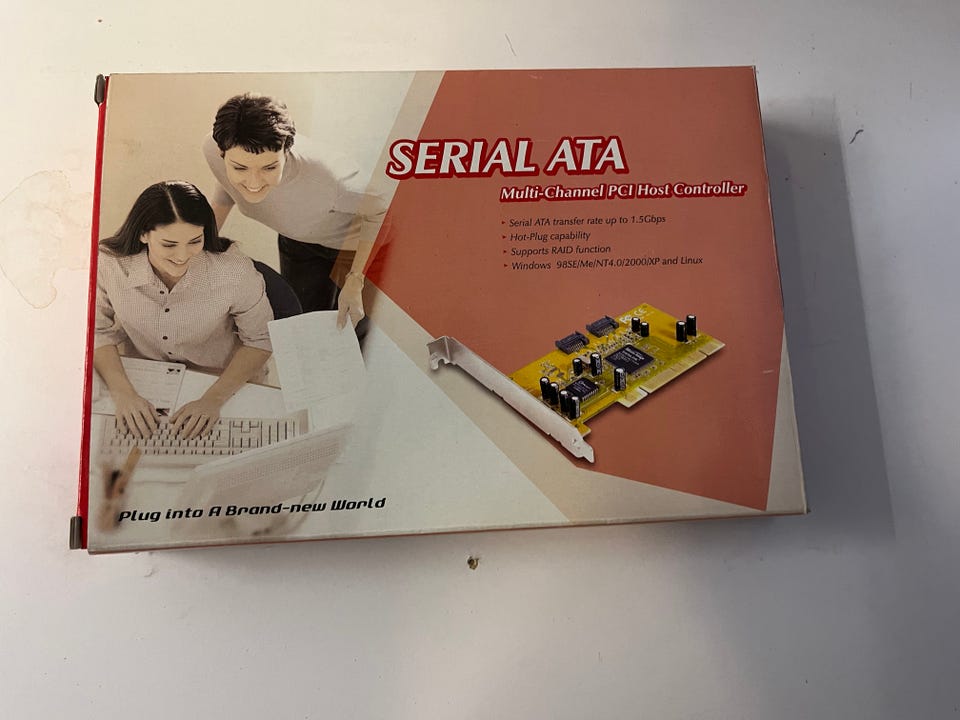 SERIAL ATA
Multi-Channel PCI Host Controller
Serial ATA transfer rate up to 1.5Gbps
Hot-Plug capability
Supports RAID function
Windows 98SE/Me/NT4.0/2000/XP and Linux
Plug into A Brand-new World